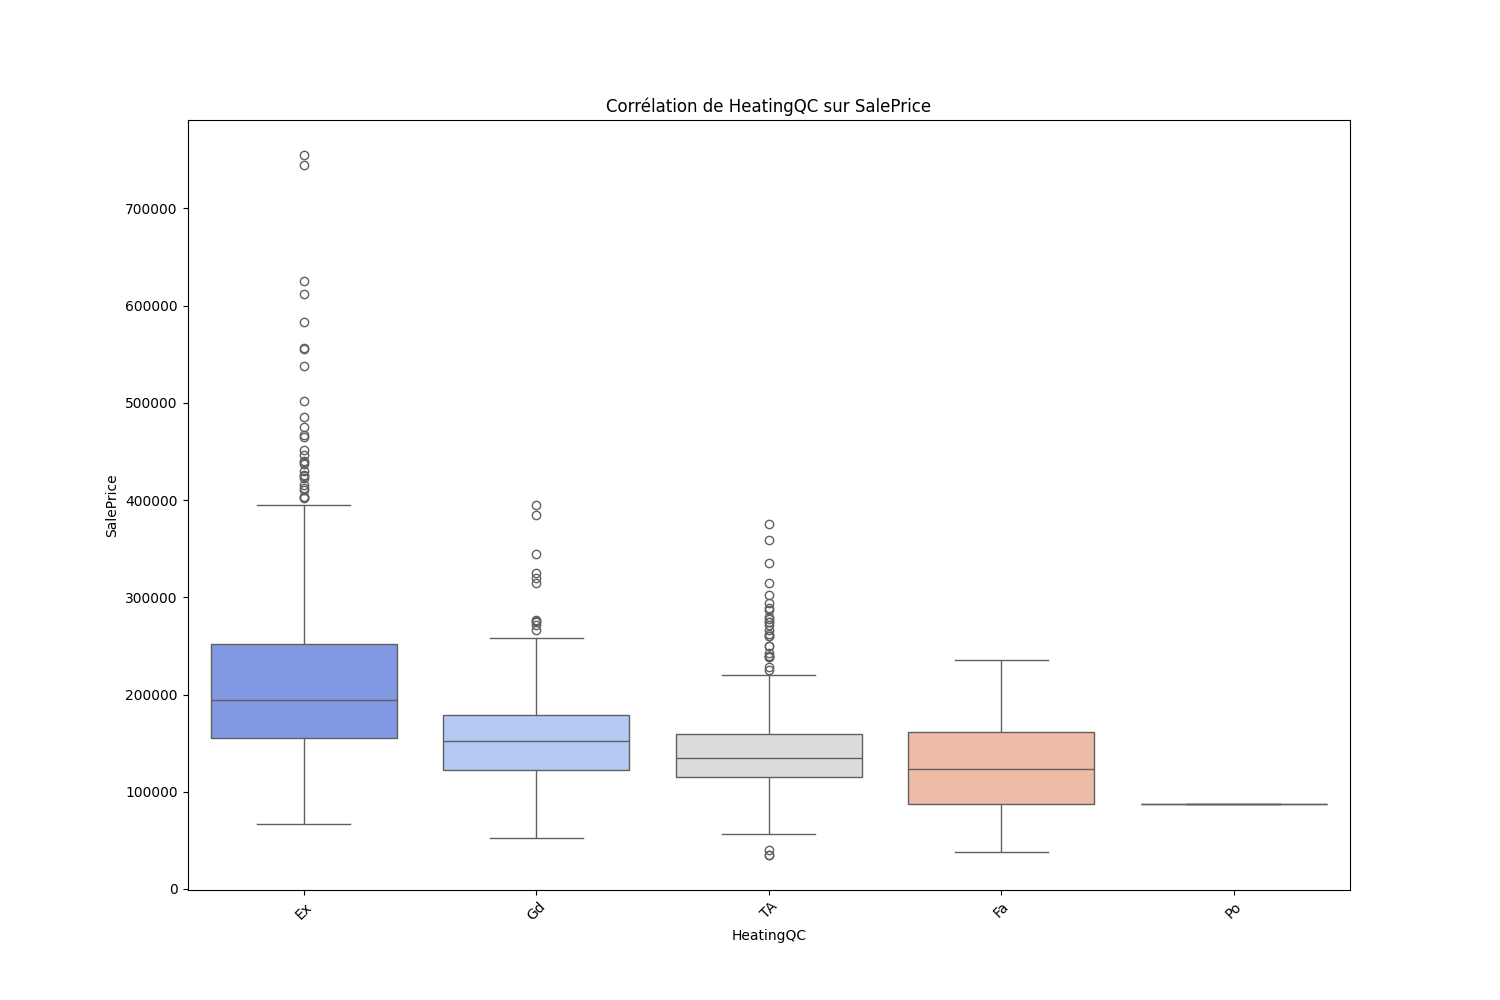 Corrélation de HeatingQC sur SalePrice
700000
600000
500000
400000
300000
200000
100000
0
SalePrice
Ex
Gd
TA
Fa
Po
HeatingQC